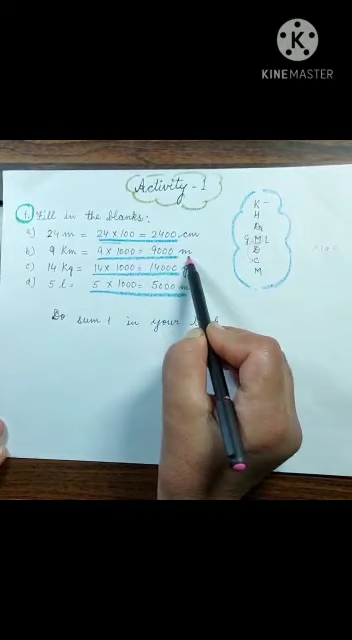 K
KINEMASTER
Activity - 1
1. Fill in the blanks:
a) 24 m = 24 × 100 = 2400 cm
b) 9 Km = 9 × 1000 = 9000 m
c) 14 Kg = 14 × 1000 = 14000 g
d) 5 l = 5 × 1000 = 5000 m
Do sum 1 in your
K -
H
Da
G M L
D
C
M